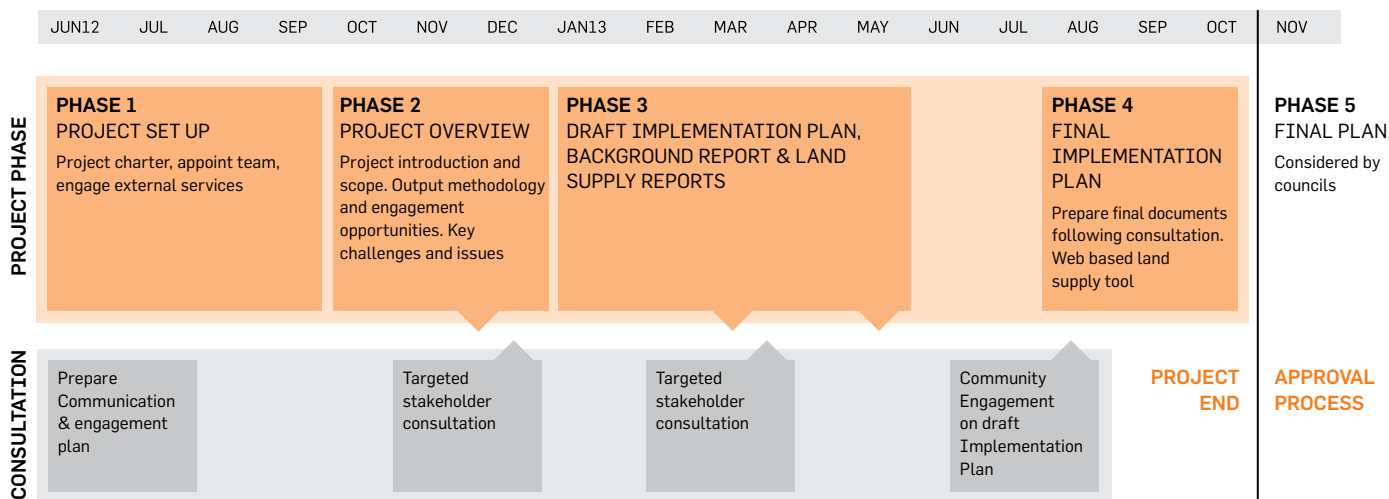 JUN12 JUL AUG SEP OCT NOV DEC JAN13 FEB MAR APR MAY JUN JUL AUG SEP OCT NOV
PROJECT PHASE
PHASE 1
PROJECT SET UP
Project charter, appoint team,
engage external services
PHASE 2
PROJECT OVERVIEW
Project introduction and
scope. Output methodology
and engagement
opportunities. Key
challenges and issues
PHASE 3
DRAFT IMPLEMENTATION PLAN,
BACKGROUND REPORT & LAND
SUPPLY REPORTS
PHASE 4
FINAL
IMPLEMENTATION
PLAN
Prepare final documents
following consultation.
Web based land
supply tool
PHASE 5
FINAL PLAN
Considered by
councils
CONSULTATION
Prepare
Communication
& engagement
plan
Targeted
stakeholder
consultation
Targeted
stakeholder
consultation
Community
Engagement
on draft
Implementation
Plan
PROJECT
END
APPROVAL
PROCESS